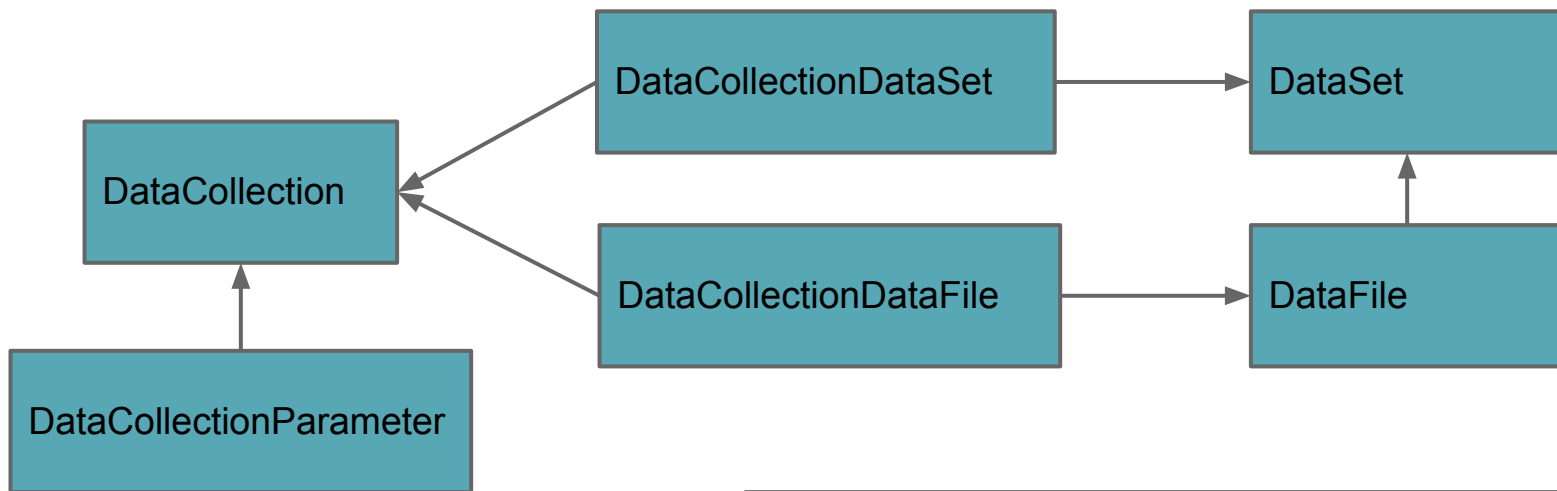 DataCollectionDataSet
DataSet
DataCollection
DataCollectionDataFile
DataFile
DataCollectionParameter